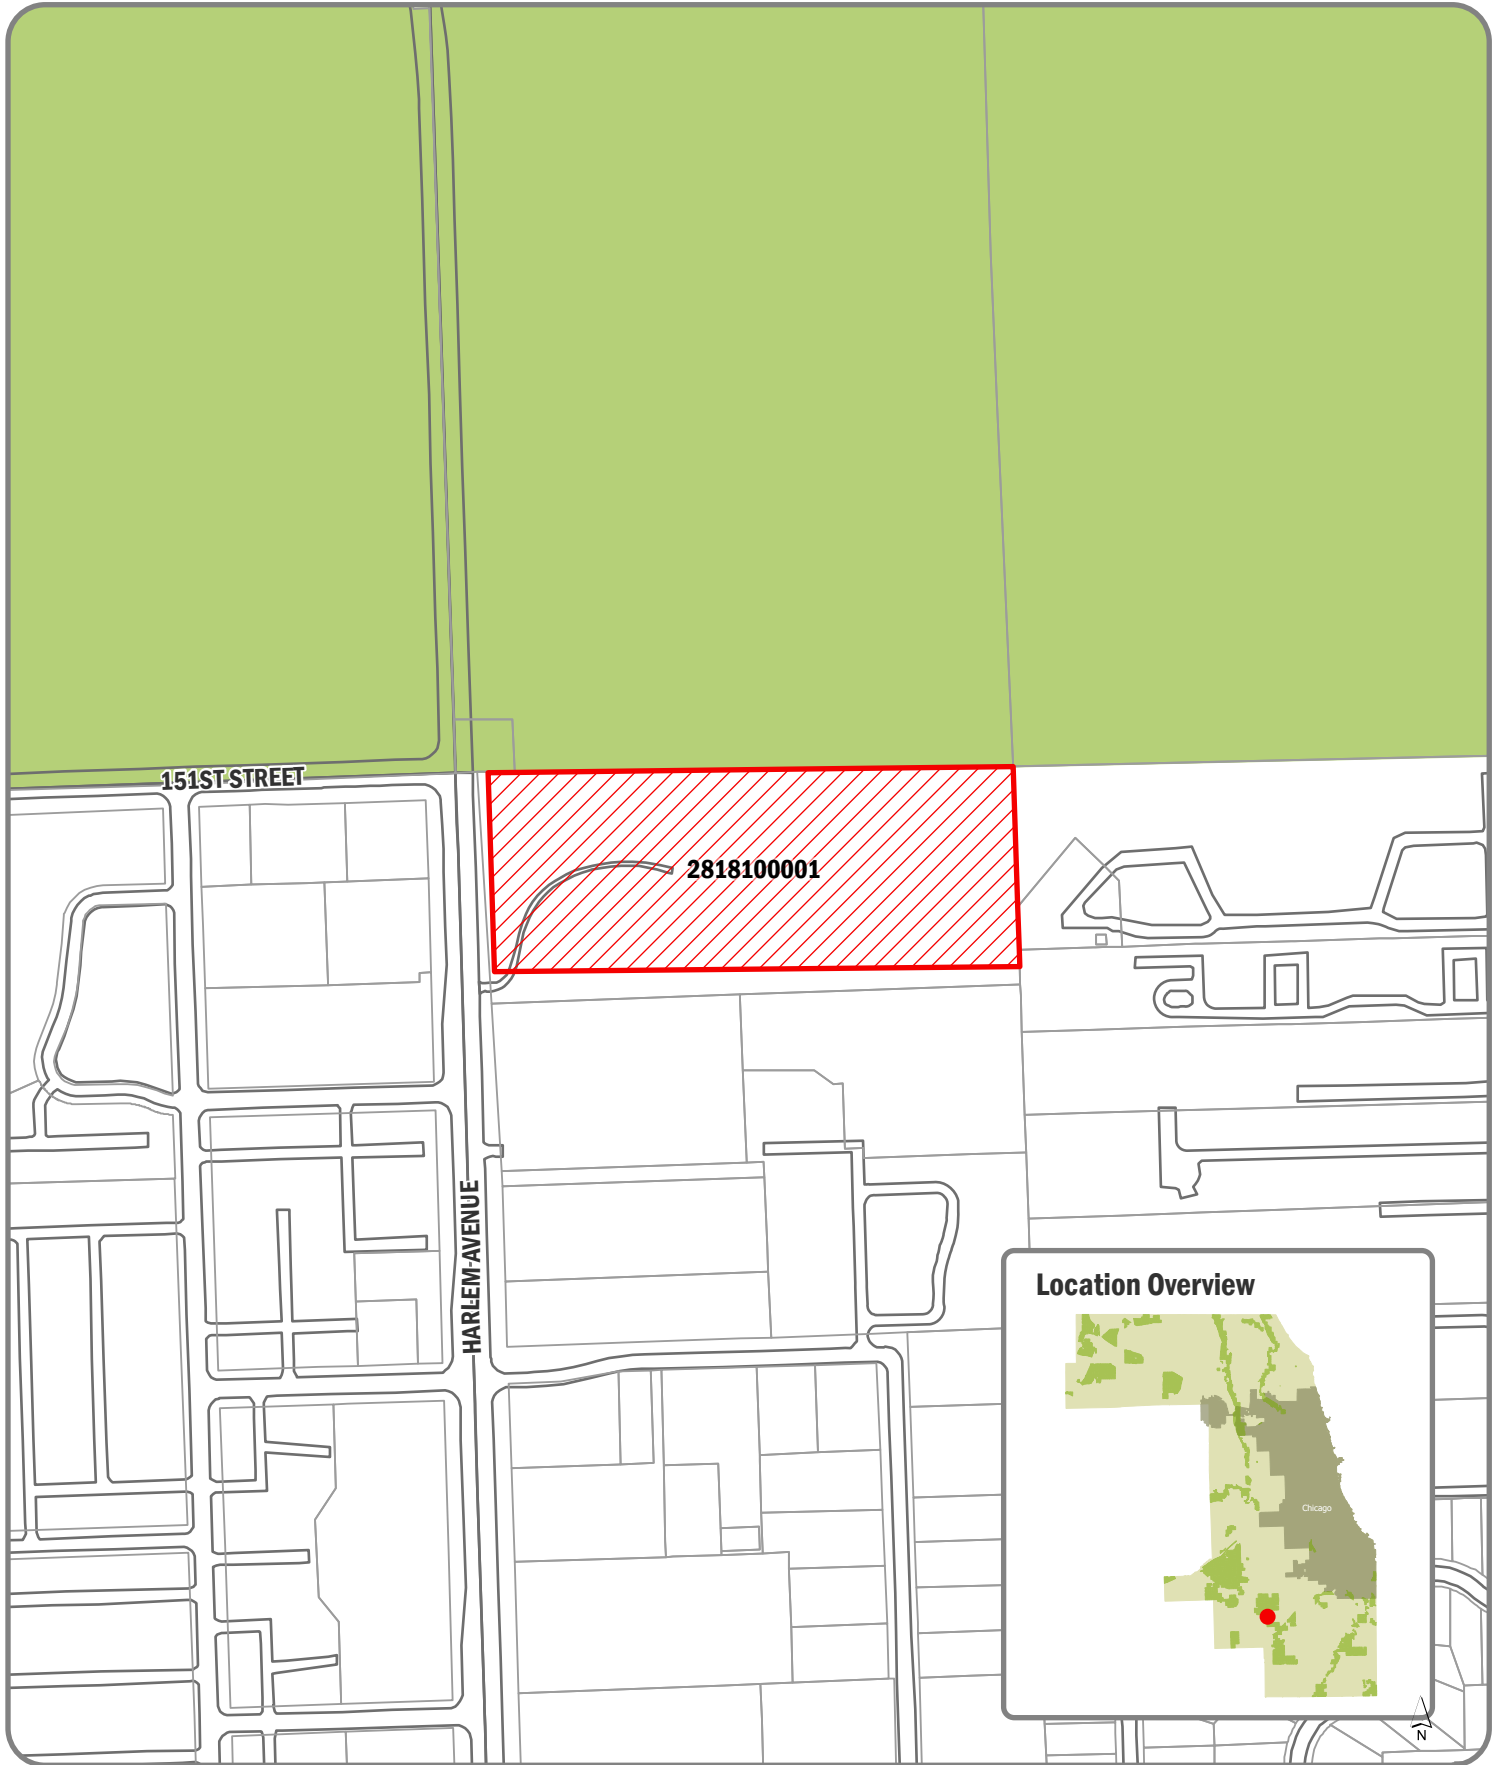 151ST STREET
2818100001
HARLEM AVENUE
Location Overview
Chicago
N